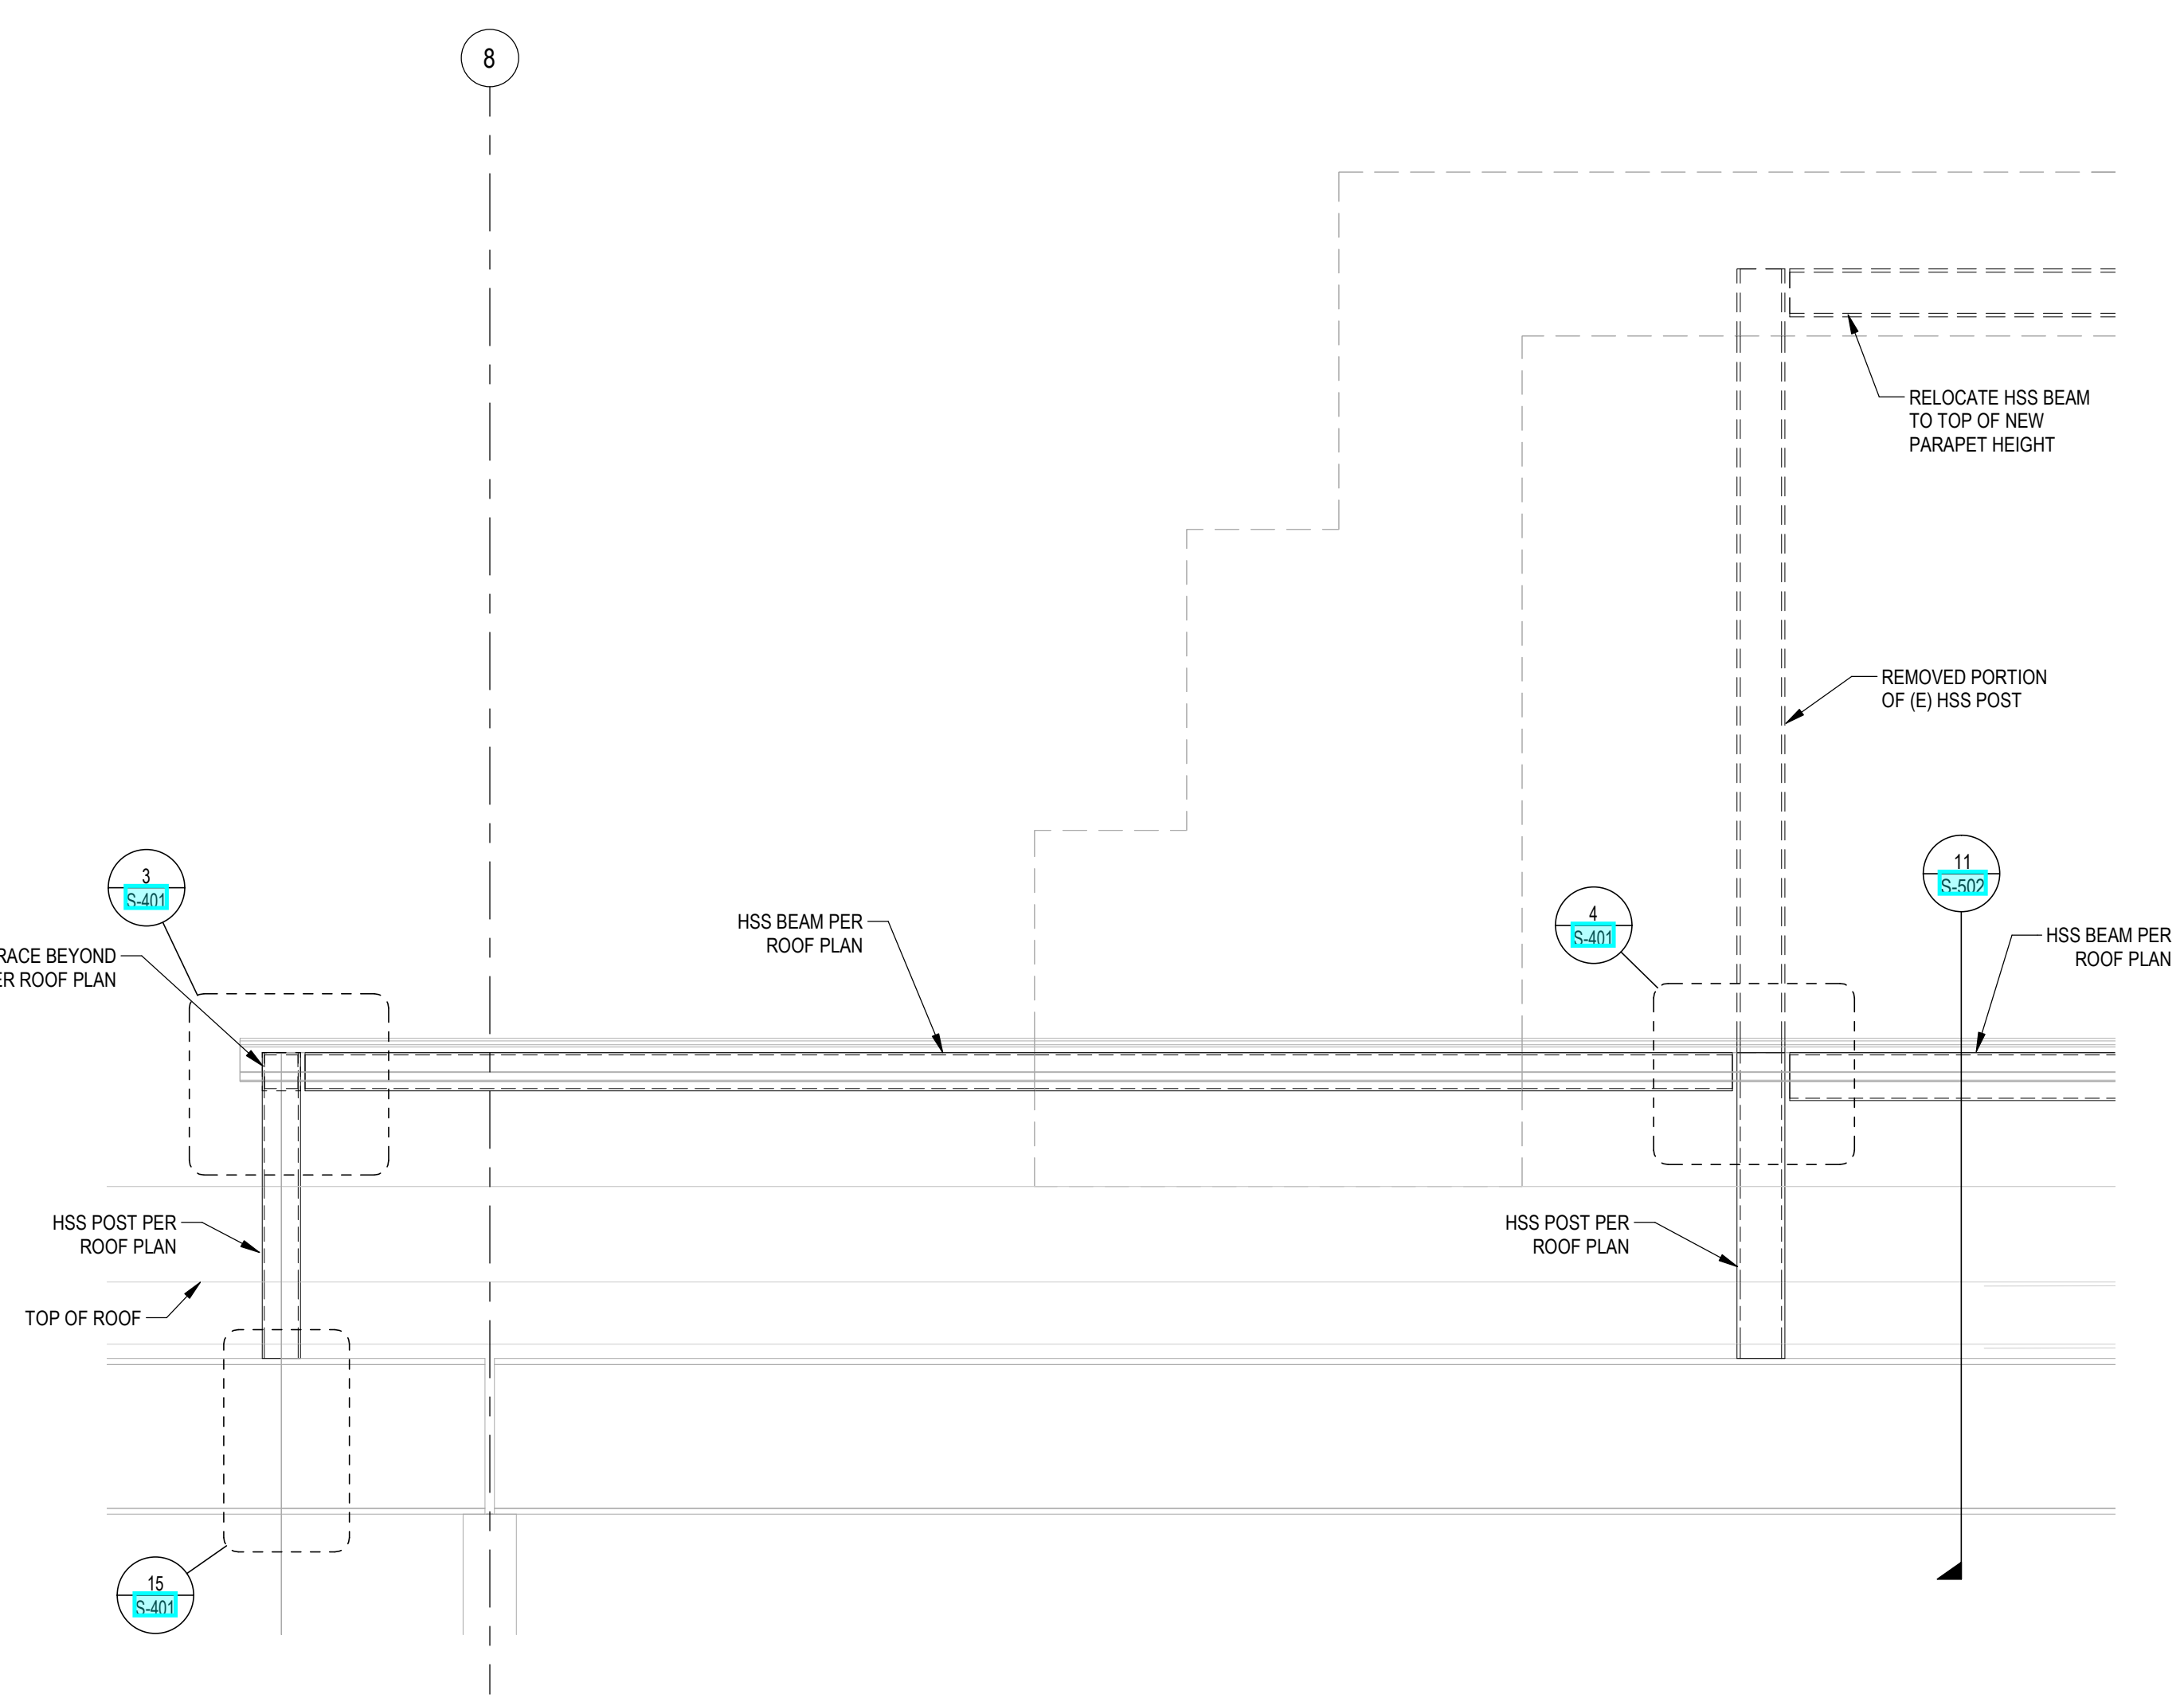 8
RELOCATE HSS BEAM
TO TOP OF NEW
PARAPET HEIGHT
REMOVED PORTION
OF (E) HSS POST
3
S-401
11
S-502
4
S-401
HSS BEAM PER
ROOF PLAN
HSS BEAM PER
ROOF PLAN
BEYOND
ROOF PLAN
HSS POST PER
ROOF PLAN
HSS POST PER
ROOF PLAN
TOP OF ROOF
15
S-401